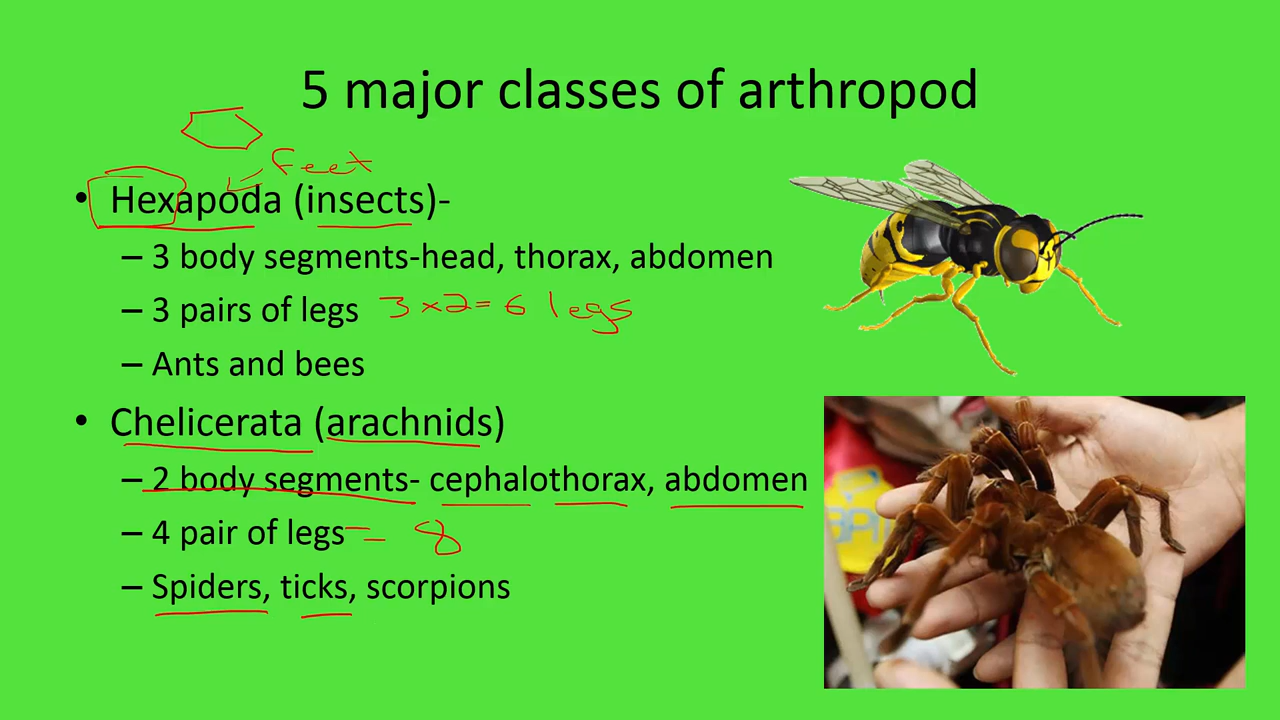 5 major classes of arthropod
feet
• Hexapoda (insects)-
– 3 body segments-head, thorax, abdomen
– 3 pairs of legs 3 x 2 = 6 legs
– Ants and bees
• Chelicerata (arachnids)
– 2 body segments- cephalothorax, abdomen
– 4 pair of legs = 8
– Spiders, ticks, scorpions